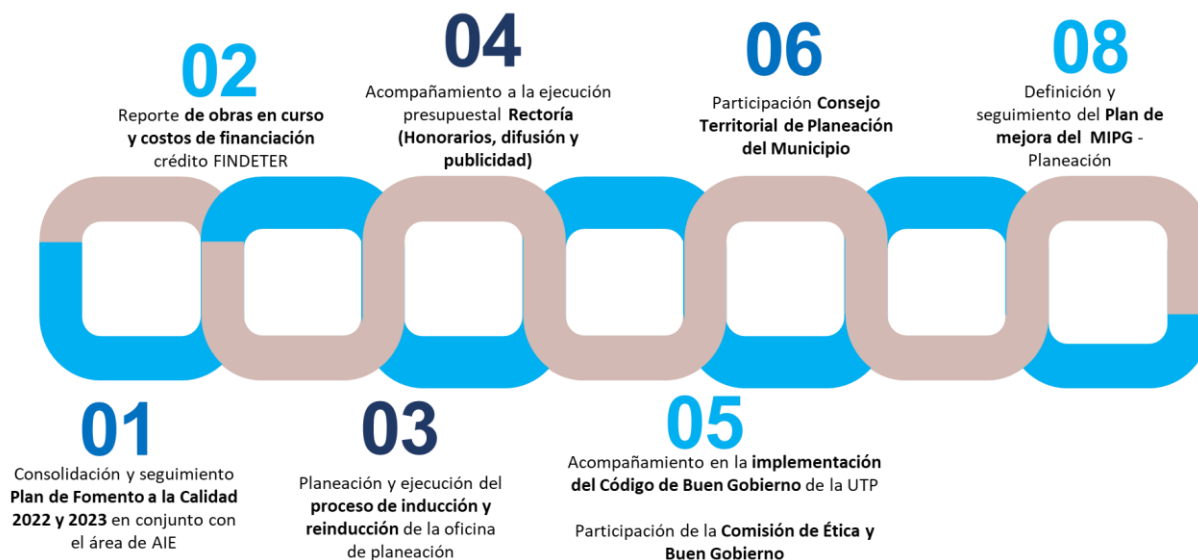 01
Consolidación y seguimiento
Plan de Fomento a la Calidad
2022 y 2023 en conjunto con
el área de AIE
02
Reporte de obras en curso
y costos de financiación
crédito FINDETER
03
Planeación y ejecución del
proceso de inducción y
reinducción de la oficina
de planeación
04
Acompañamiento a la ejecución
presupuestal Rectoría
(Honorarios, difusión y
publicidad)
05
Acompañamiento en la implementación
del Código de Buen Gobierno de la UTP
Participación de la Comisión de Ética y
Buen Gobierno
06
Participación Consejo
Territorial de Planeación
del Municipio
08
Definición y
seguimiento del Plan de
mejora del MIPG -
Planeación